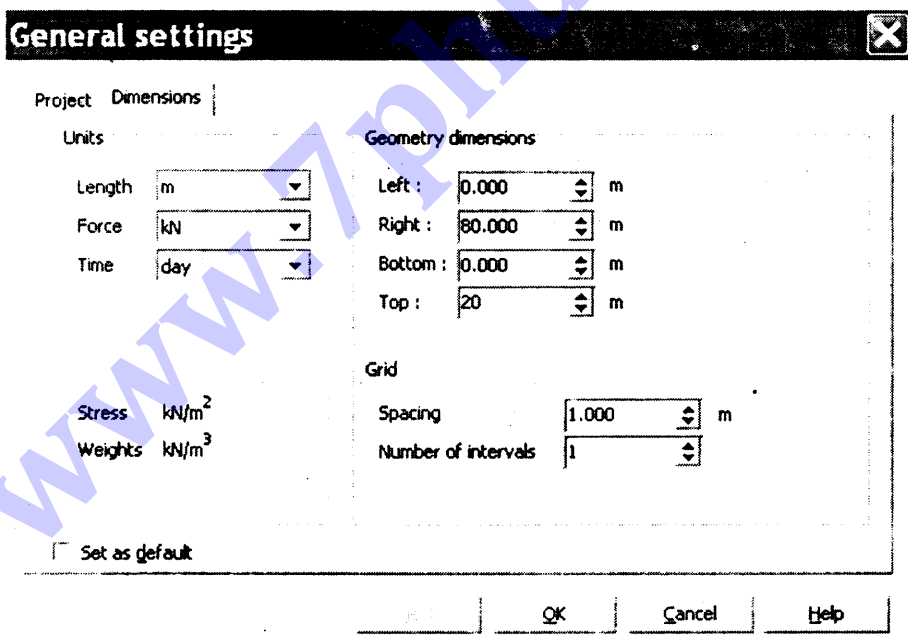 General settings
Project Dimensions
Units
Length m
Force kN
Time day
Stress kN/m²
Weights kN/m³
Set as default
Geometry dimensions
Left : 0.000 m
Right : 80.000 m
Bottom : 0.000 m
Top : 20 m
Grid
Spacing 1.000 m
Number of intervals 1
OK Cancel Help